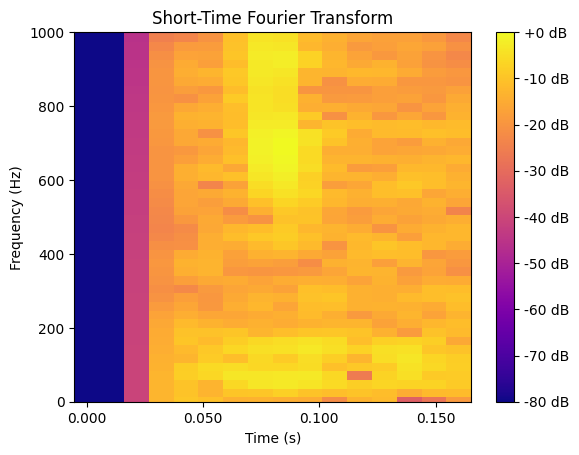 Short-Time Fourier Transform
1000
800
600
400
200
0
Frequency (Hz)
0.000
0.050
0.100
0.150
Time (s)
+0 dB
-10 dB
-20 dB
-30 dB
-40 dB
-50 dB
-60 dB
-70 dB
-80 dB